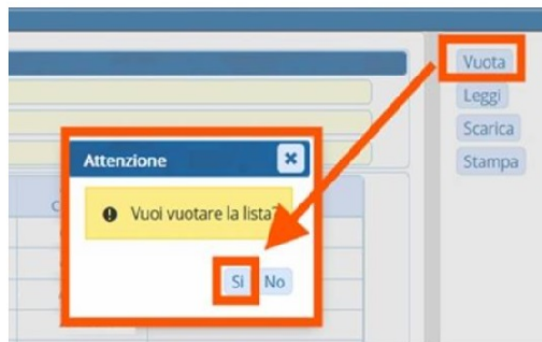 Vuota
Leggi
Scarica
Stampa
Attenzione
Vuoi vuotare la lista?
Si No